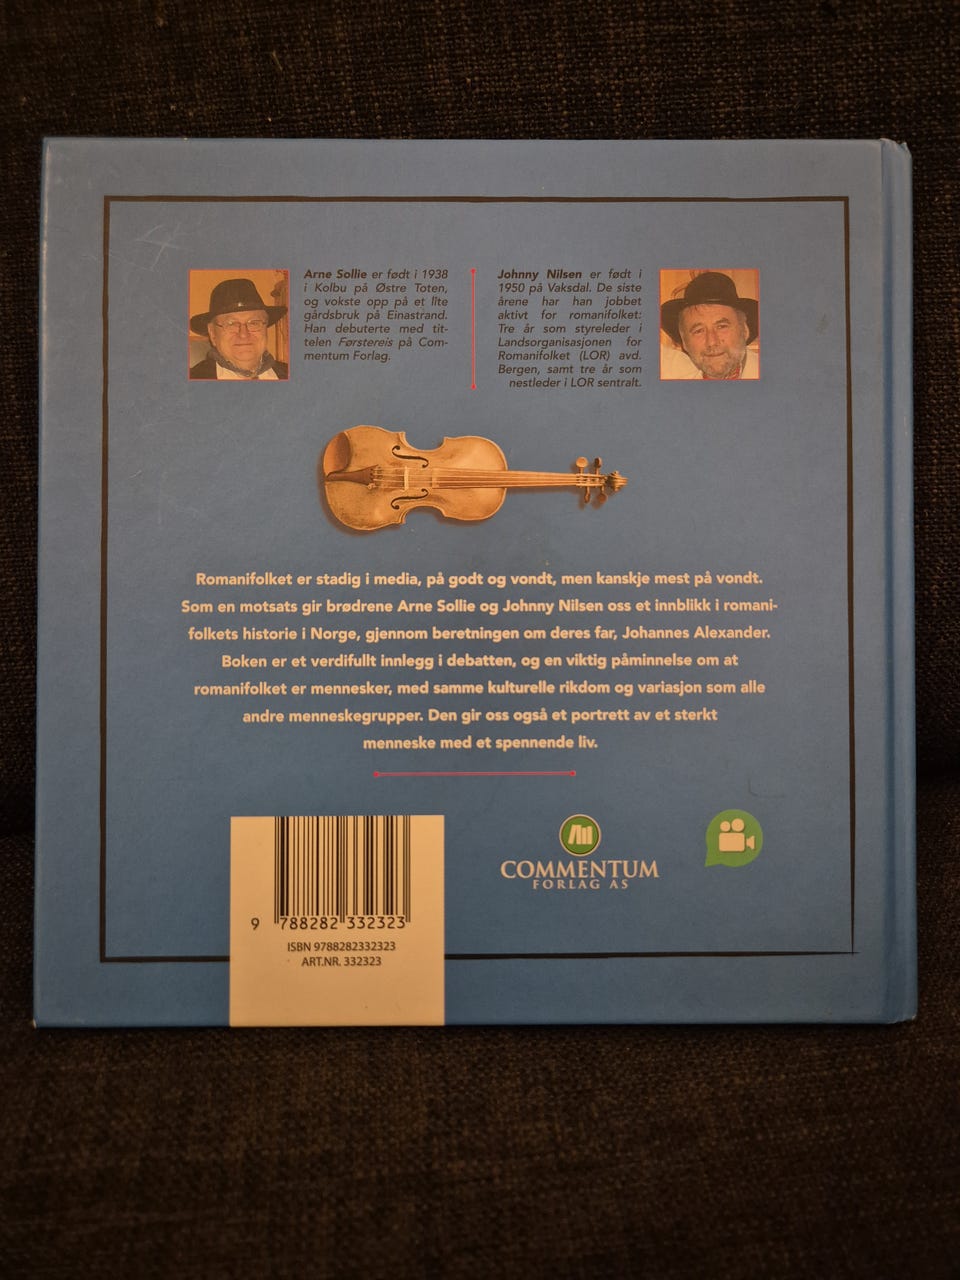 Arne Sollie er født i 1938
i Kolbu på Østre Toten,
og vokste opp på et lite
gårdsbruk på Einastrand.
Han debuterte med tit-
telen Førstereis på Com-
mentum Forlag.
Johnny Nilsen er født i
1950 på Vaksdal. De siste
årene har han jobbet
aktivt for romanifolket:
Tre år som styreleder i
Landsorganisasjonen for
Romanifolket (LOR) avd.
Bergen, samt tre år som
nestleder i LOR sentralt.
Romanifolket er stadig i media, på godt og vondt, men kanskje mest på vondt.
Som en motsats gir brødrene Arne Sollie og Johnny Nilsen oss et innblikk i romani-
folkets historie i Norge, gjennom beretningen om deres far, Johannes Alexander.
Boken er et verdifullt innlegg i debatten, og en viktig påminnelse om at
romanifolket er mennesker, med samme kulturelle rikdom og variasjon som alle
andre menneskegrupper. Den gir oss også et portrett av et sterkt
menneske med et spennende liv.
COMMENTUM
FORLAG AS
9 788282 332323
ISBN 9788282332323
ART.NR. 332323